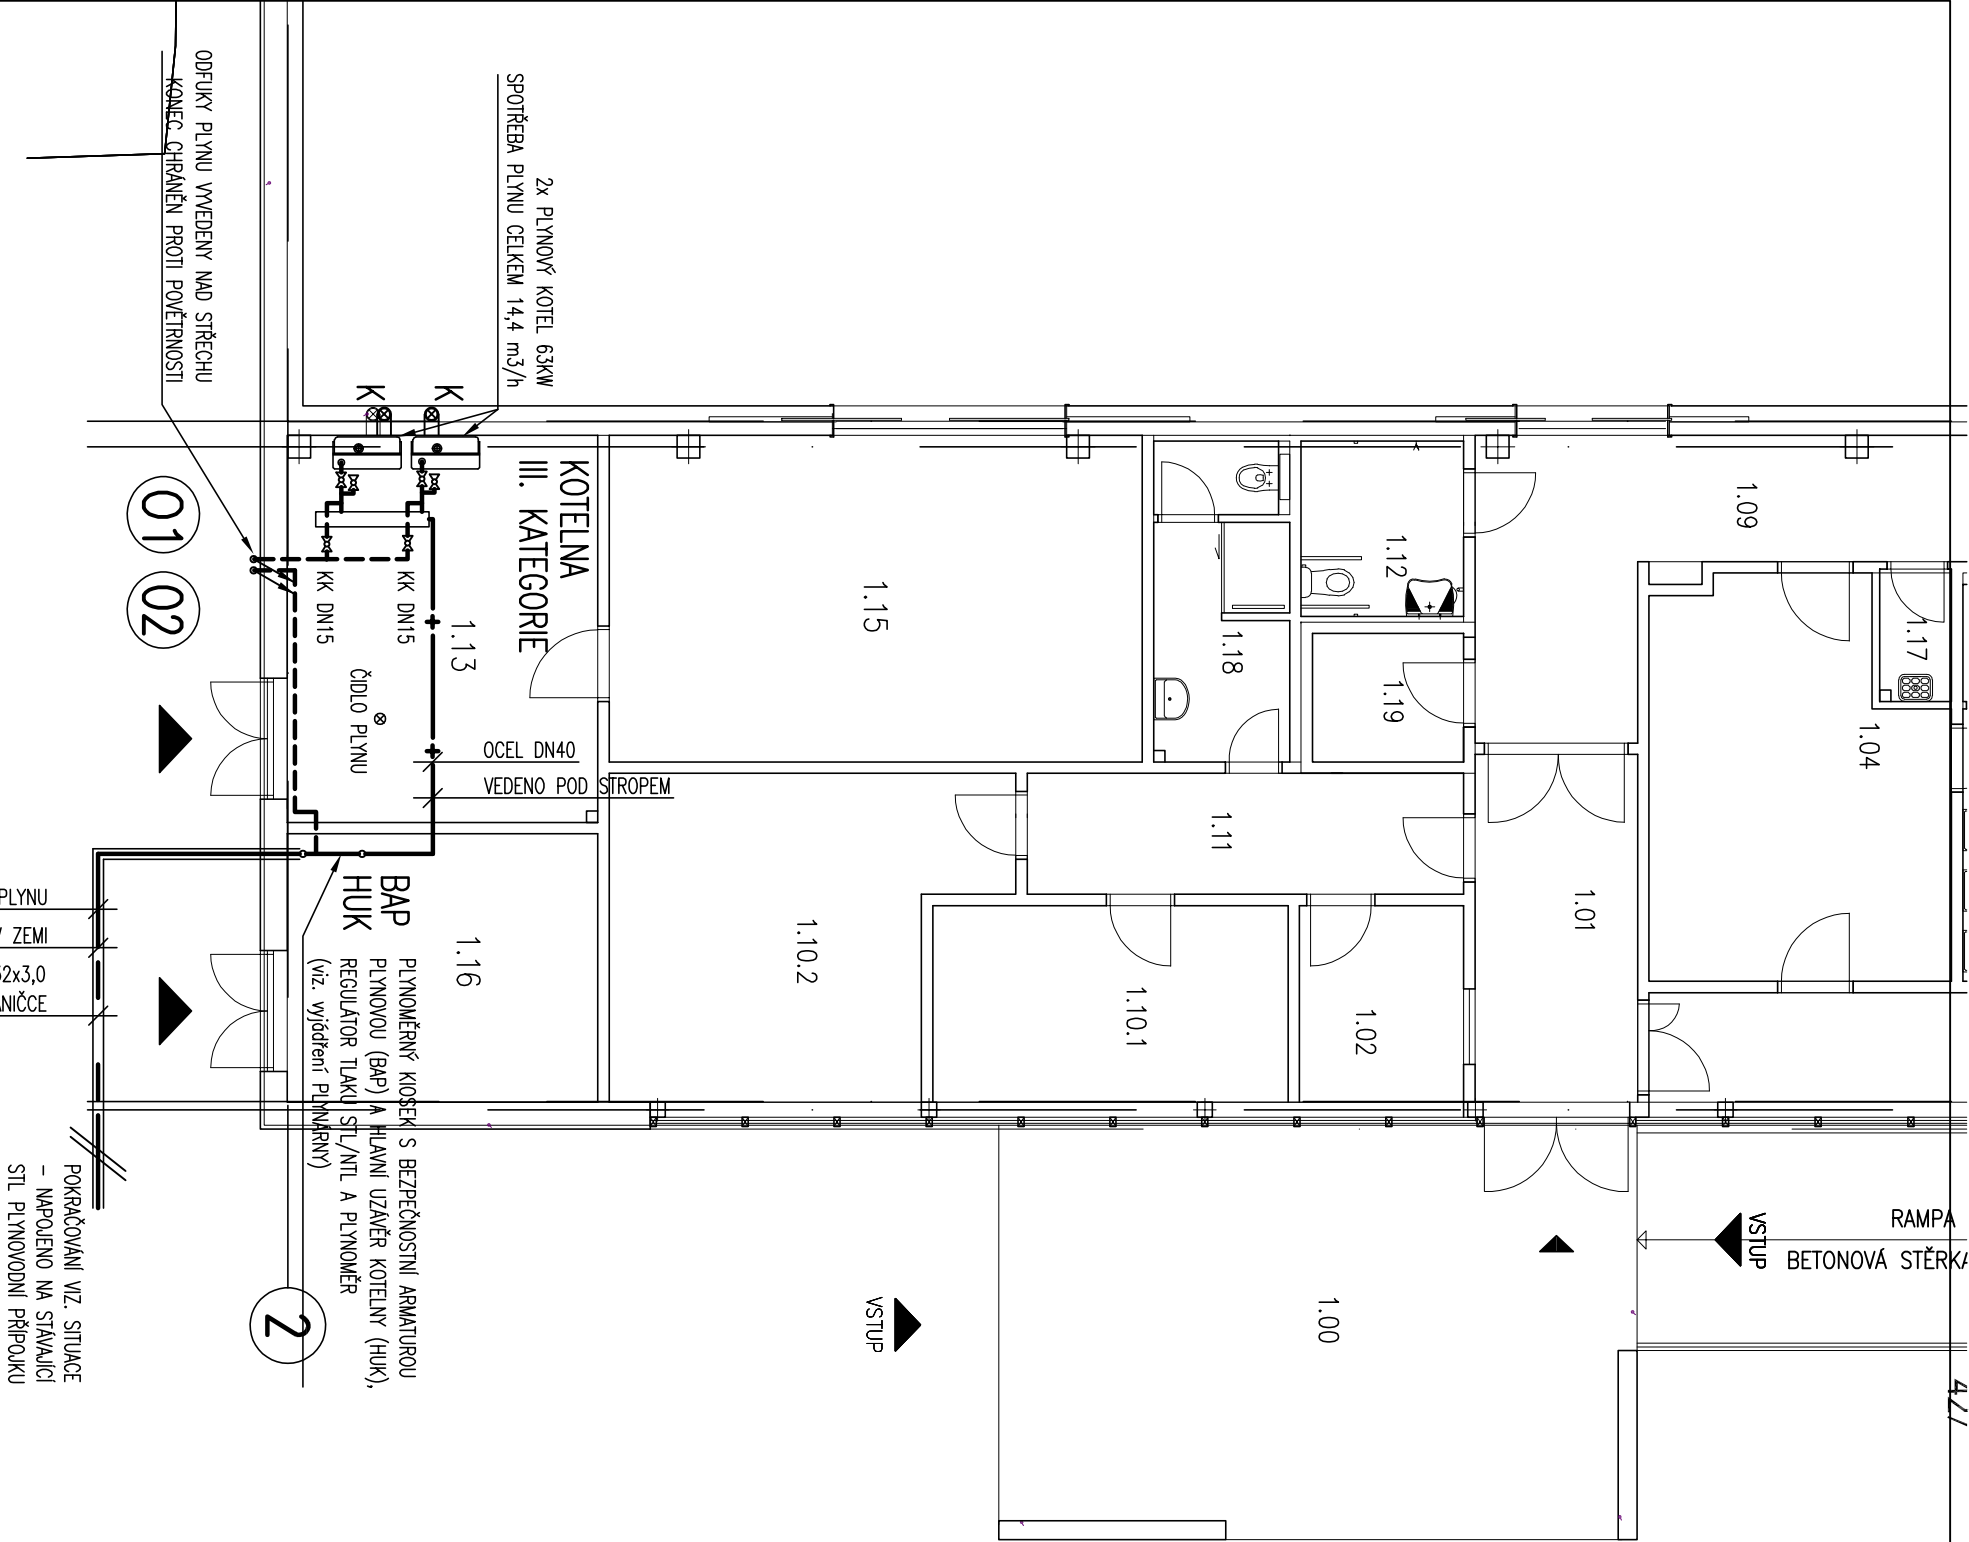 ODFUKY PLYNU VYVEDENY NAD STŘECHU
KONEC CHRÁNĚN PROTI POVĚTRNOSTI
2x PLYNOVÝ KOTEL 63KW
SPOTŘEBA PLYNU CELKEM 14,4 m3/h
K
K
KOTELNA
III. KATEGORIE
01
02
KK DN15
KK DN15
1.13
ČIDLO PLYNU
OCEL DN40
VEDENO POD STROPEM
1.15
1.18
1.12
1.19
1.09
1.17
1.04
1.11
1.01
1.10.2
1.10.1
1.02
1.16
BAP
HUK
PLYNOMĚRNÝ KIOSEK S BEZPEČNOSTNÍ ARMATUROU
PLYNOVOU (BAP) A HLAVNÍ UZÁVĚR KOTELNY (HUK),
REGULÁTOR TLAKU STL/NTL A PLYNOMĚR
(viz. vyjádření PLYNÁRNY)
PLYNU
V ZEMI
32x3,0
ANIČCE
POKRAČOVÁNÍ VIZ. SITUACE
- NAPOJENO NA STÁVAJÍCÍ
STL PLYNOVODNÍ PŘÍPOJKU
2
VSTUP
1.00
VSTUP
RAMPA
BETONOVÁ STĚRKA
427